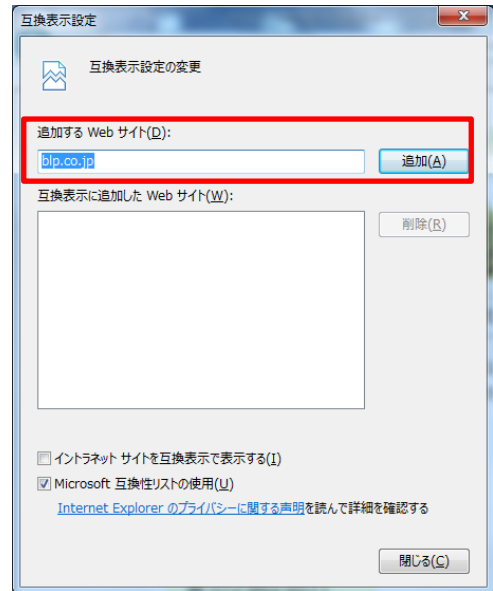 互換表示設定
互換表示設定の変更
追加する Web サイト(D):
blp.co.jp
追加(A)
互換表示に追加した Web サイト(W):
削除(R)
イントラネット サイトを互換表示で表示する(I)
Microsoft 互換性リストの使用(U)
Internet Explorer のプライバシーに関する声明を読んで詳細を確認する
閉じる(C)